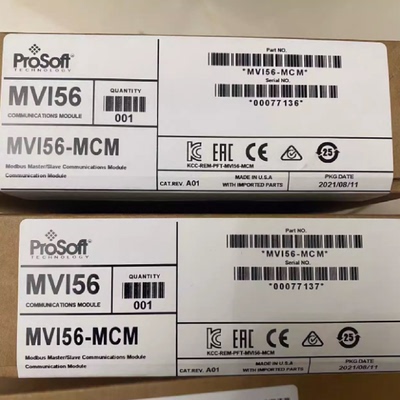 ProSoft
TECHNOLOGY
MVI56
COMMUNICATIONS MODULE
QUANTITY
001
MVI56-MCM
Modbus Master/Slave Communications Module
Communication Module
Part NO.
*MVI56-MCM*
Serial NO.
*00077136*
EAC
25
KCC-REM-PFT-MVI56-MCM
CAT.REV. A01
MADE IN U.S.A
WITH IMPORTED PARTS
PKG DATE
2021/08/11
ProSoft
TECHNOLOGY
MVI56
COMMUNICATIONS MODULE
QUANTITY
001
MVI56-MCM
Modbus Master/Slave Communications Module
Communication Module
Part NO.
*MVI56-MCM*
Serial NO.
*00077137*
EAC
25
KCC-REM-PFT-MVI56-MCM
CAT.REV. A01
MADE IN U.S.A
WITH IMPORTED PARTS
PKG DATE
2021/08/11